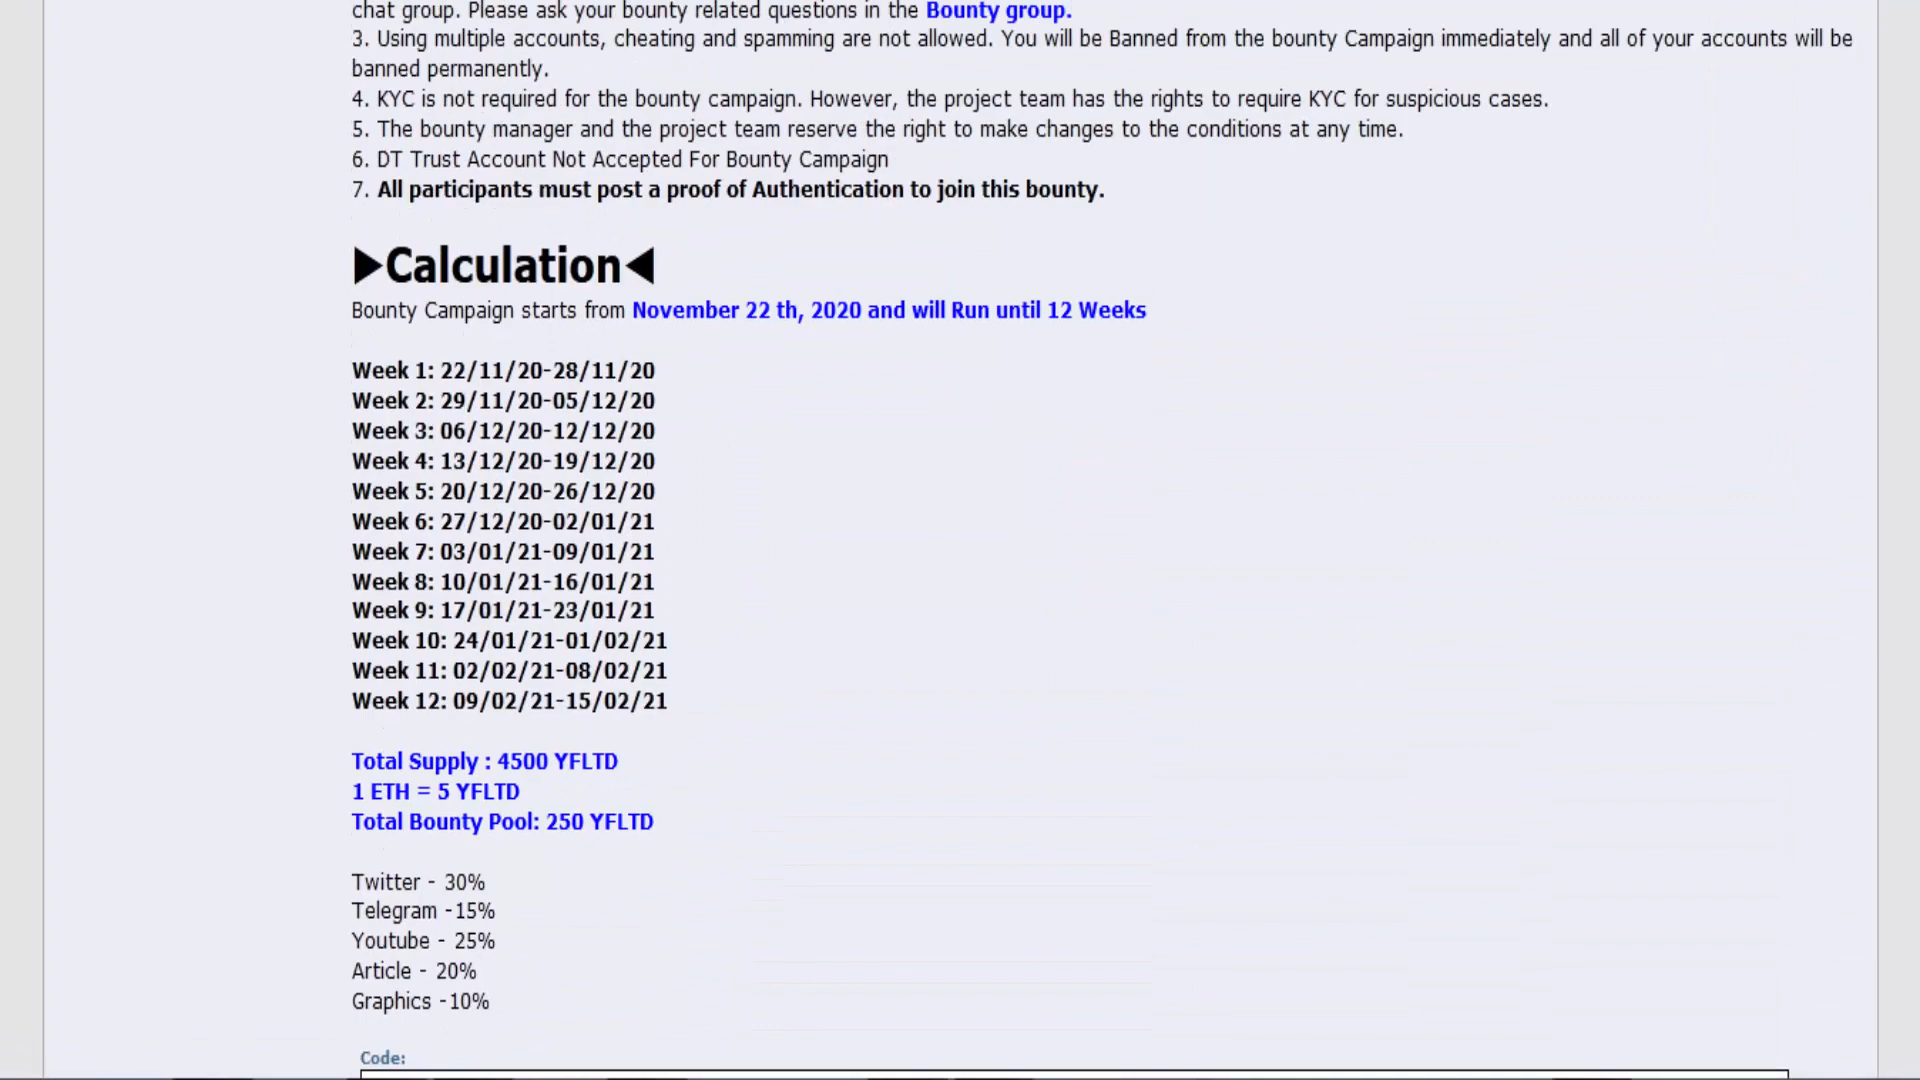 chat group. Please ask your bounty related questions in the Bounty group.
3. Using multiple accounts, cheating and spamming are not allowed. You will be Banned from the bounty Campaign immediately and all of your accounts will be
banned permanently.
4. KYC is not required for the bounty campaign. However, the project team has the rights to require KYC for suspicious cases.
5. The bounty manager and the project team reserve the right to make changes to the conditions at any time.
6. DT Trust Account Not Accepted For Bounty Campaign
7. All participants must post a proof of Authentication to join this bounty.
▶Calculation◀
Bounty Campaign starts from November 22 th, 2020 and will Run until 12 Weeks
Week 1: 22/11/20-28/11/20
Week 2: 29/11/20-05/12/20
Week 3: 06/12/20-12/12/20
Week 4: 13/12/20-19/12/20
Week 5: 20/12/20-26/12/20
Week 6: 27/12/20-02/01/21
Week 7: 03/01/21-09/01/21
Week 8: 10/01/21-16/01/21
Week 9: 17/01/21-23/01/21
Week 10: 24/01/21-01/02/21
Week 11: 02/02/21-08/02/21
Week 12: 09/02/21-15/02/21
Total Supply : 4500 YFLTD
1 ETH = 5 YFLTD
Total Bounty Pool: 250 YFLTD
Twitter - 30%
Telegram -15%
Youtube - 25%
Article - 20%
Graphics -10%
Code: